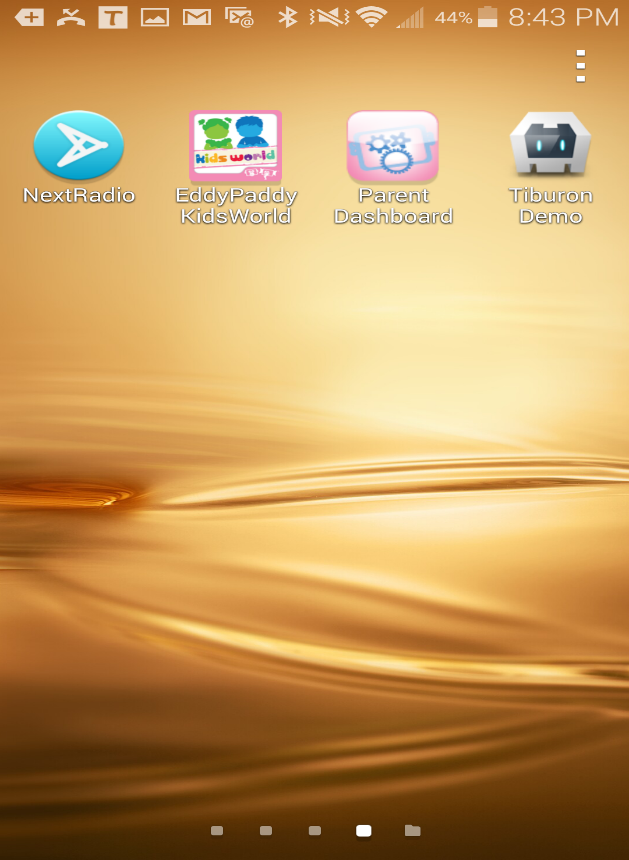 T 44% 8:43 PM
kids world
NextRadio
EddyPaddy
KidsWorld
Parent
Dashboard
Tiburon
Demo